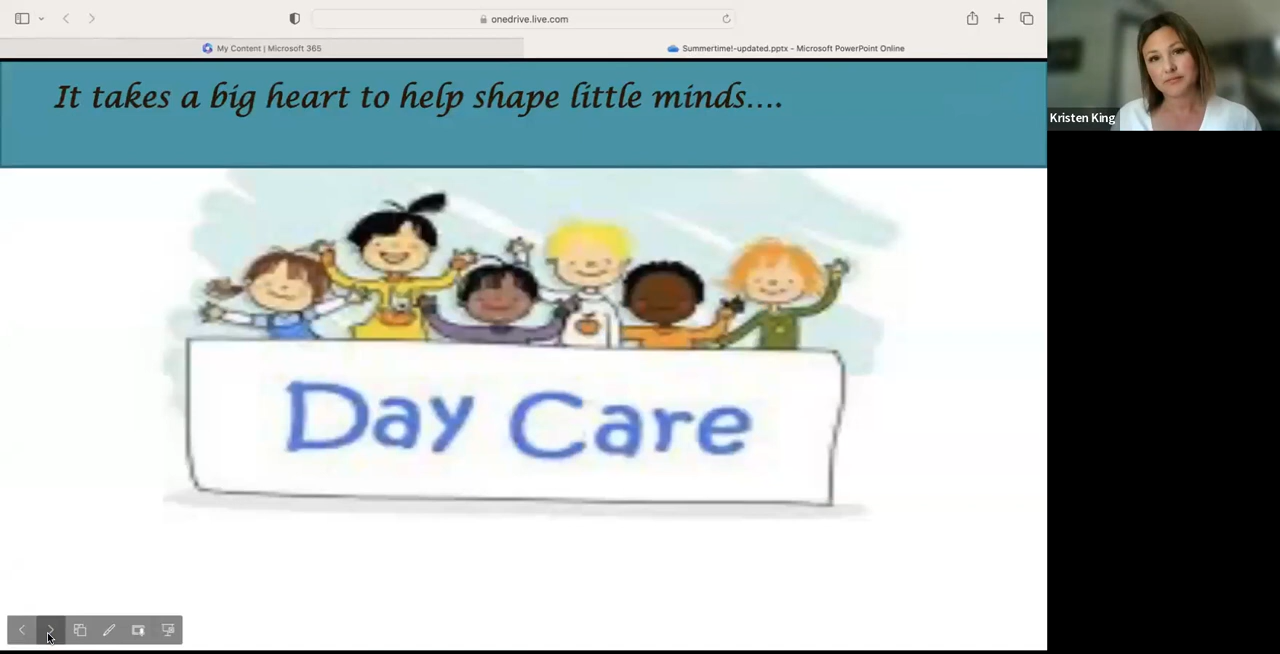 onedrive.live.com
My Content | Microsoft 365
Summertime!-updated.pptx - Microsoft PowerPoint Online
It takes a big heart to help shape little minds....
Kristen King
Day Care